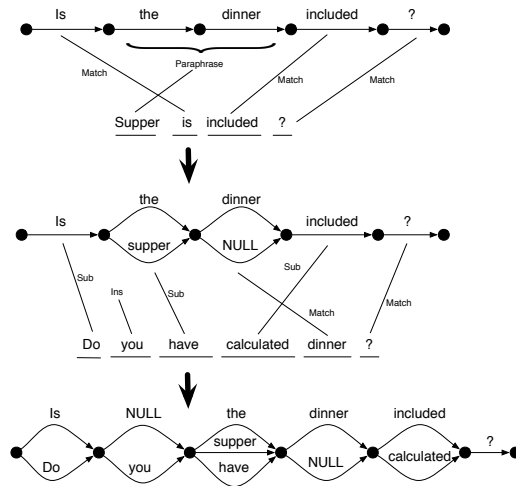 Is the dinner included ?
Paraphrase
Match Match Match
Supper is included ?
the dinner
Is included ?
supper NULL
Sub Ins Sub Sub Match Match
Do you have calculated dinner ?
Is NULL the dinner included
supper ?
Do you have NULL calculated